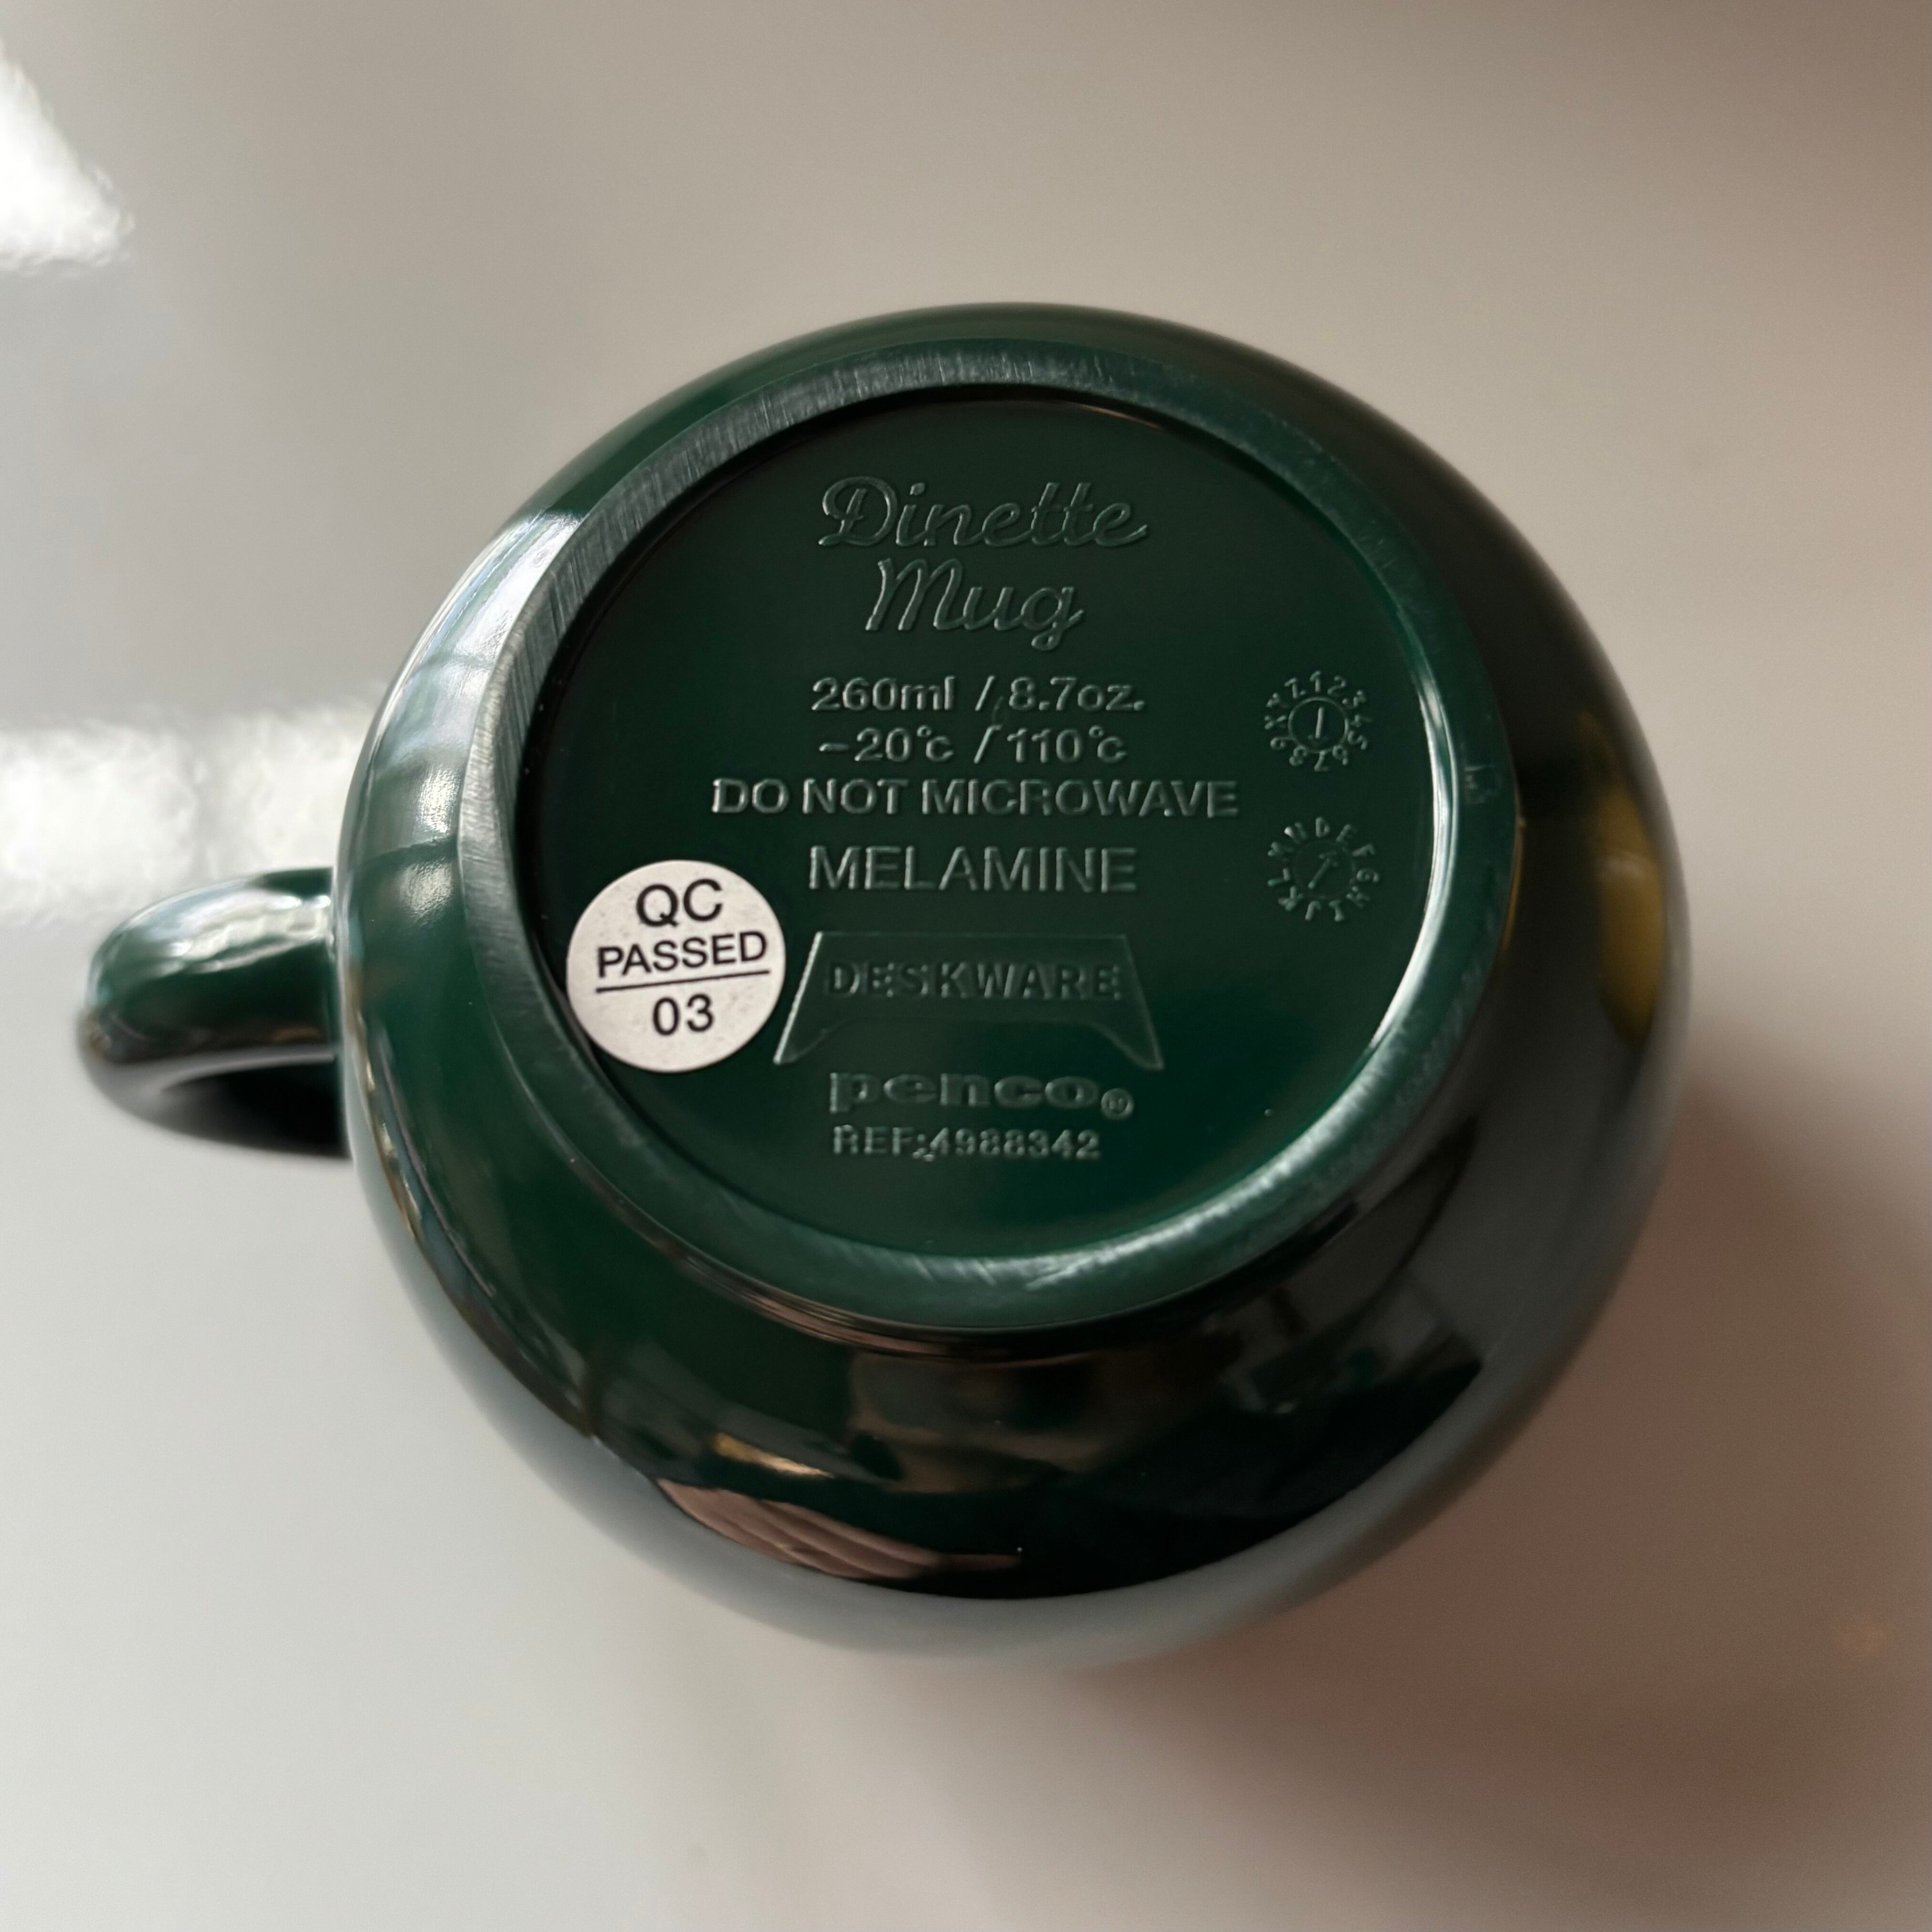 Dinette
Mug
260ml / 8.7oz.
-20℃ / 110℃
DO NOT MICROWAVE
MELAMINE
DESKWARE
penco®
REF:4988342
QC
PASSED
03